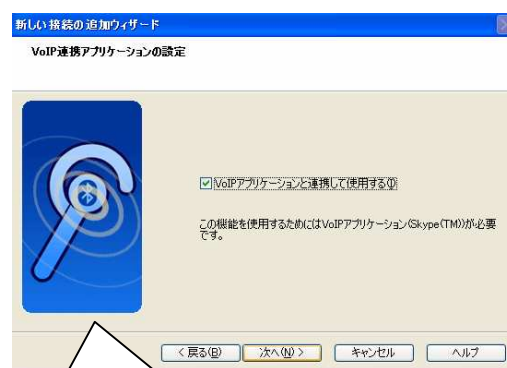 新しい接続の追加ウィザード
VoIP連携アプリケーションの設定
VoIPアプリケーションと連携して使用する(I)
この機能を使用するためにはVoIPアプリケーション(Skype(TM))が必要
です。
< 戻る(B) 次へ(N) > キャンセル ヘルプ